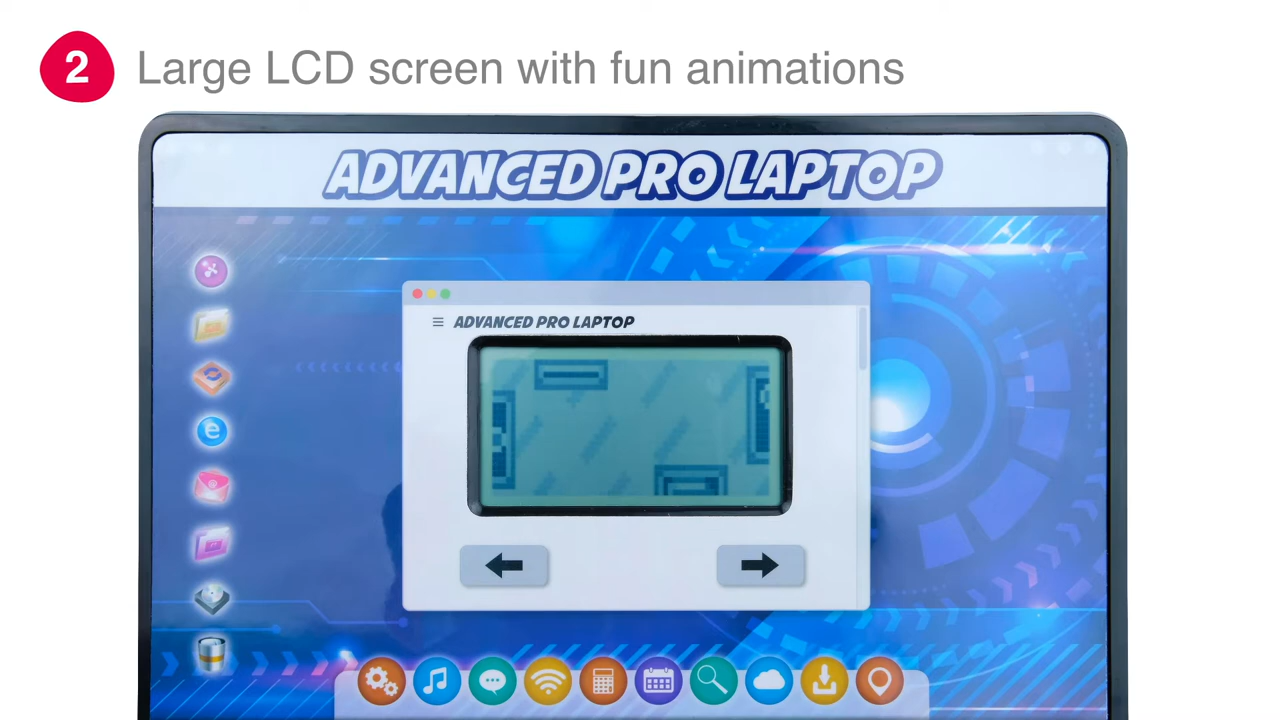 2 Large LCD screen with fun animations
ADVANCED PRO LAPTOP
ADVANCED PRO LAPTOP
e